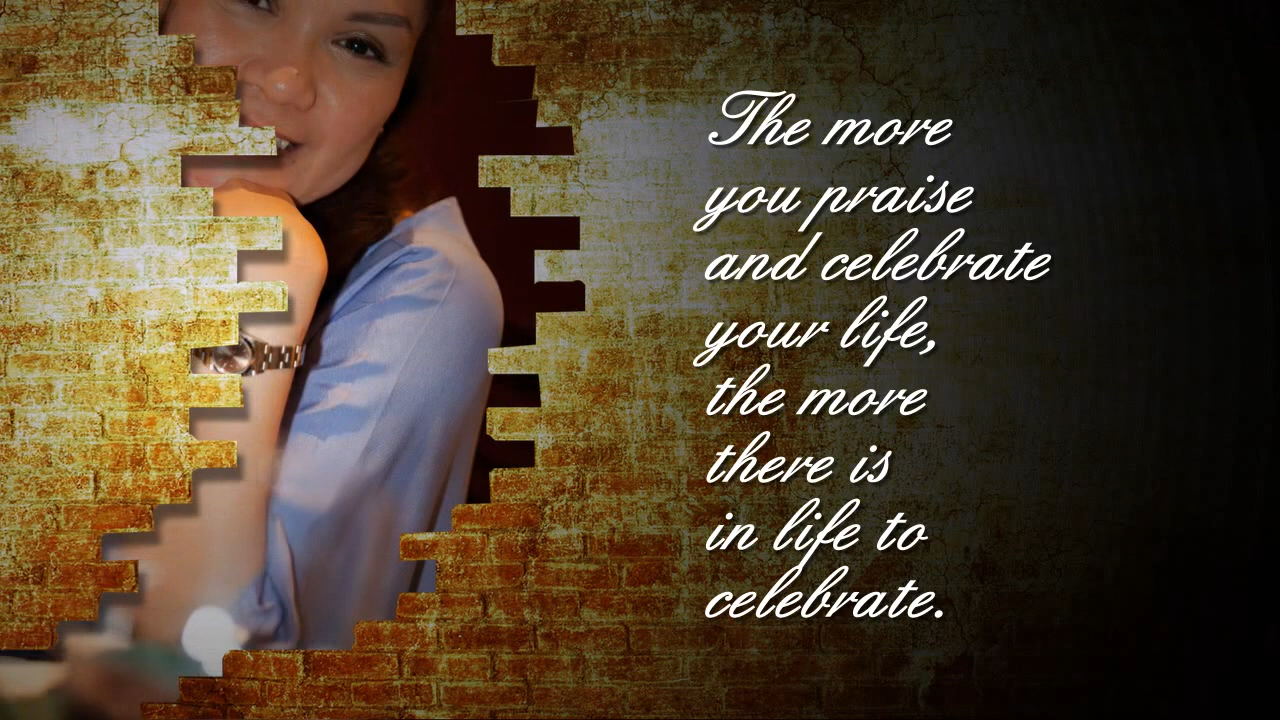 The more
you praise
and celebrate
your life,
the more
there is
in life to
celebrate.